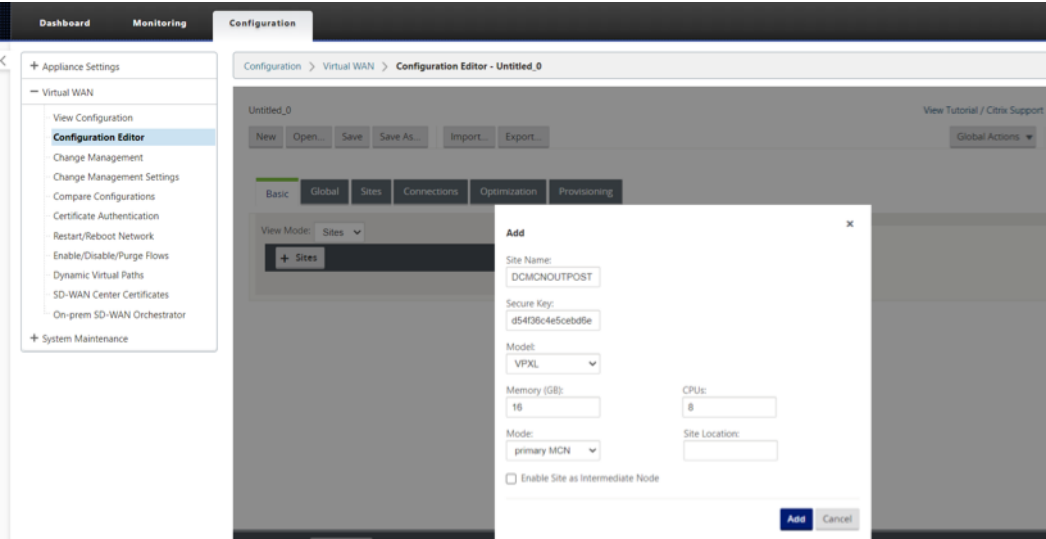 Dashboard Monitoring Configuration
+ Appliance Settings
− Virtual WAN
View Configuration
Configuration Editor
Change Management
Change Management Settings
Compare Configurations
Certificate Authentication
Restart/Reboot Network
Enable/Disable/Purge Flows
Dynamic Virtual Paths
SD-WAN Center Certificates
On-prem SD-WAN Orchestrator
+ System Maintenance
Configuration > Virtual WAN > Configuration Editor - Untitled_0
Untitled_0 View Tutorial / Citrix Support
New Open... Save Save As... Import... Export... Global Actions
Basic Global Sites Connections Optimization Provisioning
View Mode: Sites
+ Sites
Add ×
Site Name:
DCMCNOUTPOST
Secure Key:
d54f36c4e5cebd6e
Model:
VPXL
Memory (GB): CPUs:
16 8
Mode: Site Location:
primary MCN
Enable Site as Intermediate Node
Add Cancel